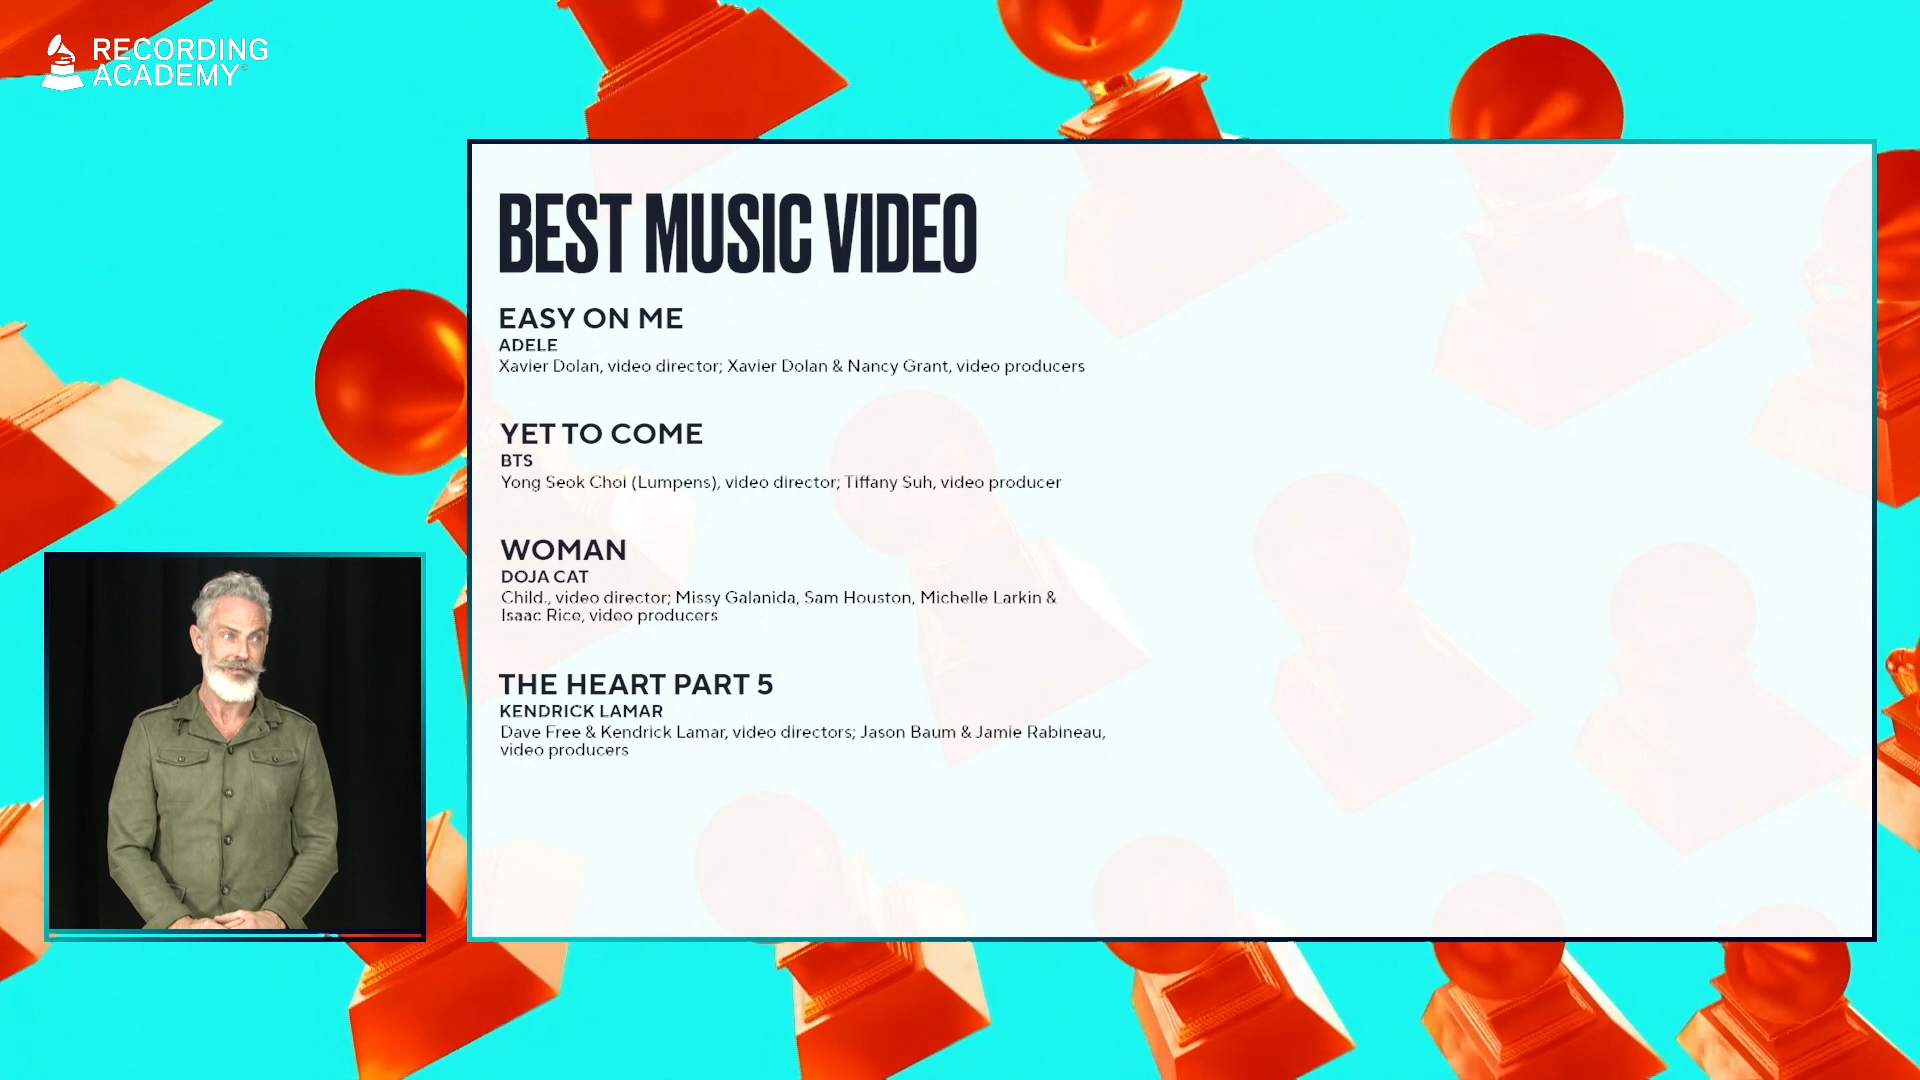 RECORDING
ACADEMY
BEST MUSIC VIDEO
EASY ON ME
ADELE
Xavier Dolan, video director; Xavier Dolan & Nancy Grant, video producers
YET TO COME
BTS
Yong Seok Choi (Lumpens), video director; Tiffany Suh, video producer
WOMAN
DOJA CAT
Child., video director; Missy Galanida, Sam Houston, Michelle Larkin &
Isaac Rice, video producers
THE HEART PART 5
KENDRICK LAMAR
Dave Free & Kendrick Lamar, video directors; Jason Baum & Jamie Rabineau,
video producers